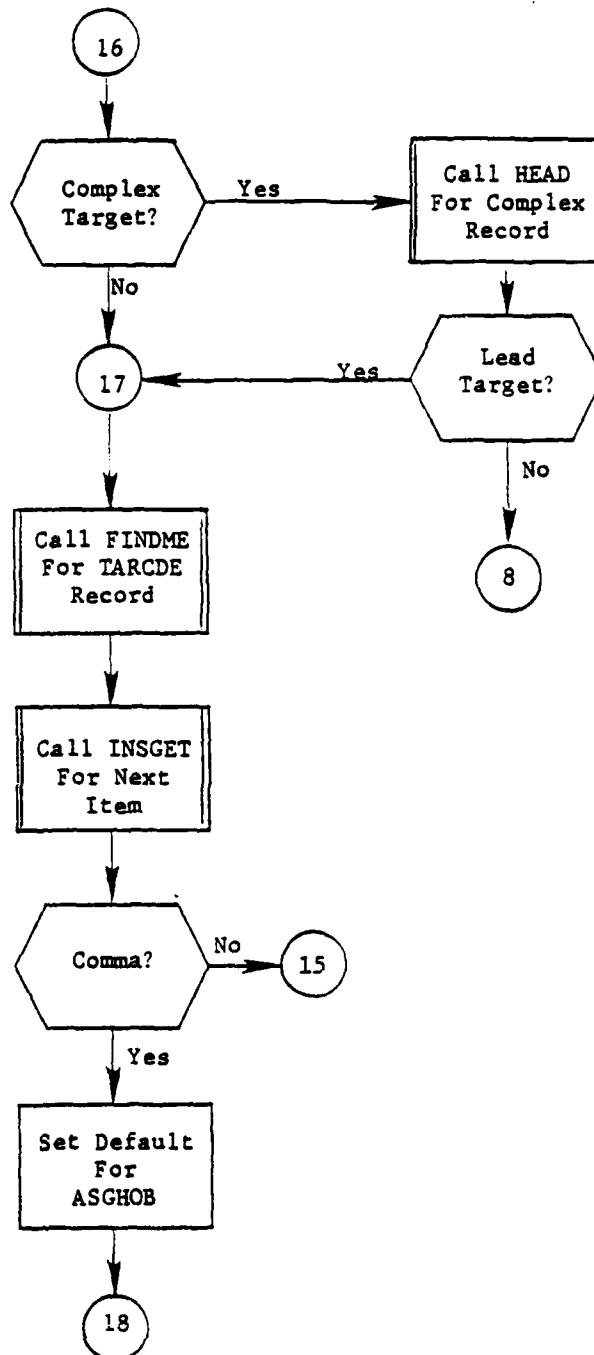 16
Complex
Target?
Yes
Call HEAD
For Complex
Record
No
Lead
Target?
Yes
17
No
8
Call FINDME
For TARCDE
Record
Call INSGET
For Next
Item
Comma?
No
15
Yes
Set Default
For
ASGHOB
18